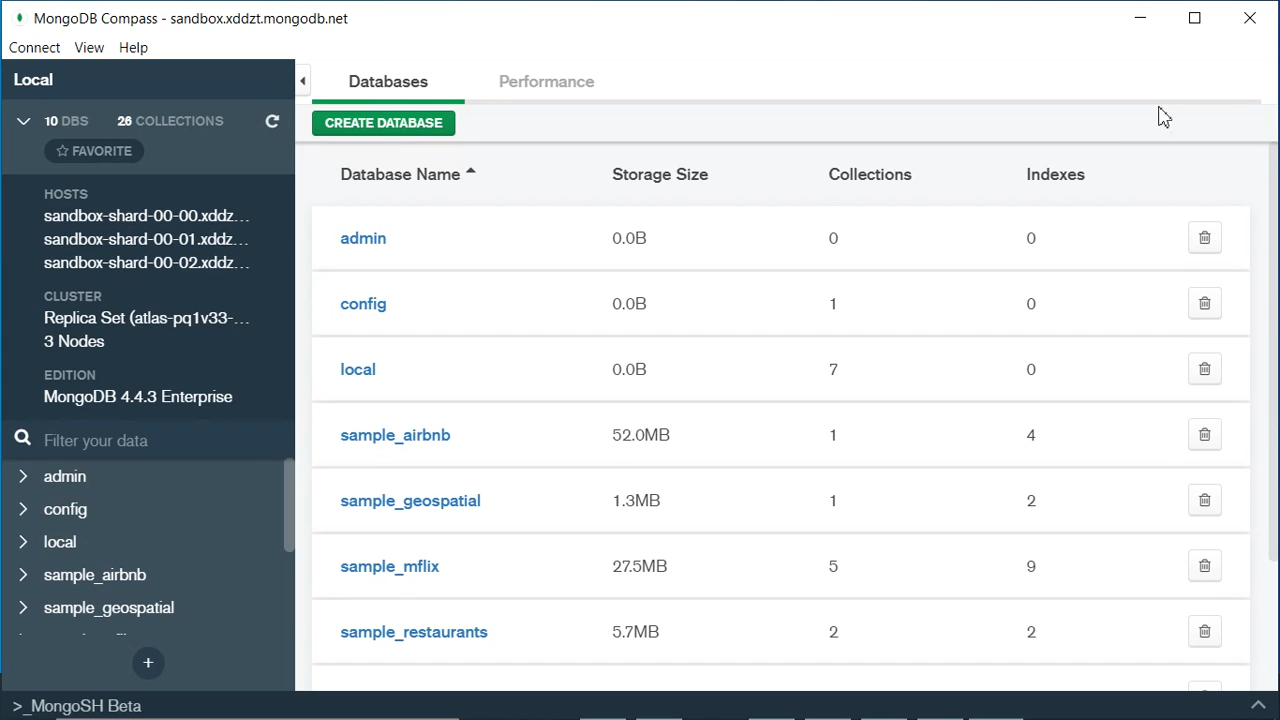 MongoDB Compass - sandbox.xddzt.mongodb.net
Connect View Help
Local
10 DBS 26 COLLECTIONS
FAVORITE
HOSTS
sandbox-shard-00-00.xddz...
sandbox-shard-00-01.xddz...
sandbox-shard-00-02.xddz...
CLUSTER
Replica Set (atlas-pq1v33-...
3 Nodes
EDITION
MongoDB 4.4.3 Enterprise
Filter your data
admin
config
local
sample_airbnb
sample_geospatial
Databases Performance
CREATE DATABASE
Database Name Storage Size Collections Indexes
admin 0.0B 0 0
config 0.0B 1 0
local 0.0B 7 0
sample_airbnb 52.0MB 1 4
sample_geospatial 1.3MB 1 2
sample_mflix 27.5MB 5 9
sample_restaurants 5.7MB 2 2
>_MongoSH Beta